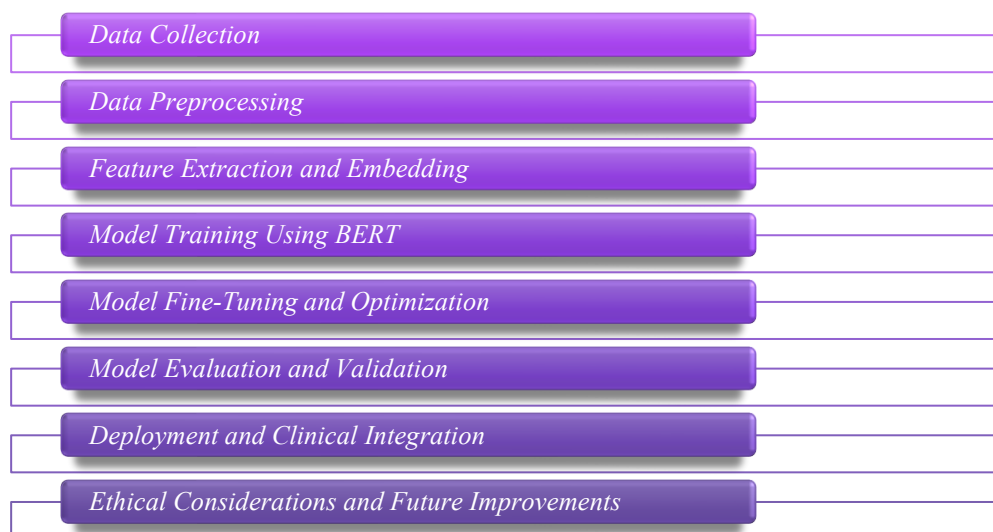 Data Collection
Data Preprocessing
Feature Extraction and Embedding
Model Training Using BERT
Model Fine-Tuning and Optimization
Model Evaluation and Validation
Deployment and Clinical Integration
Ethical Considerations and Future Improvements